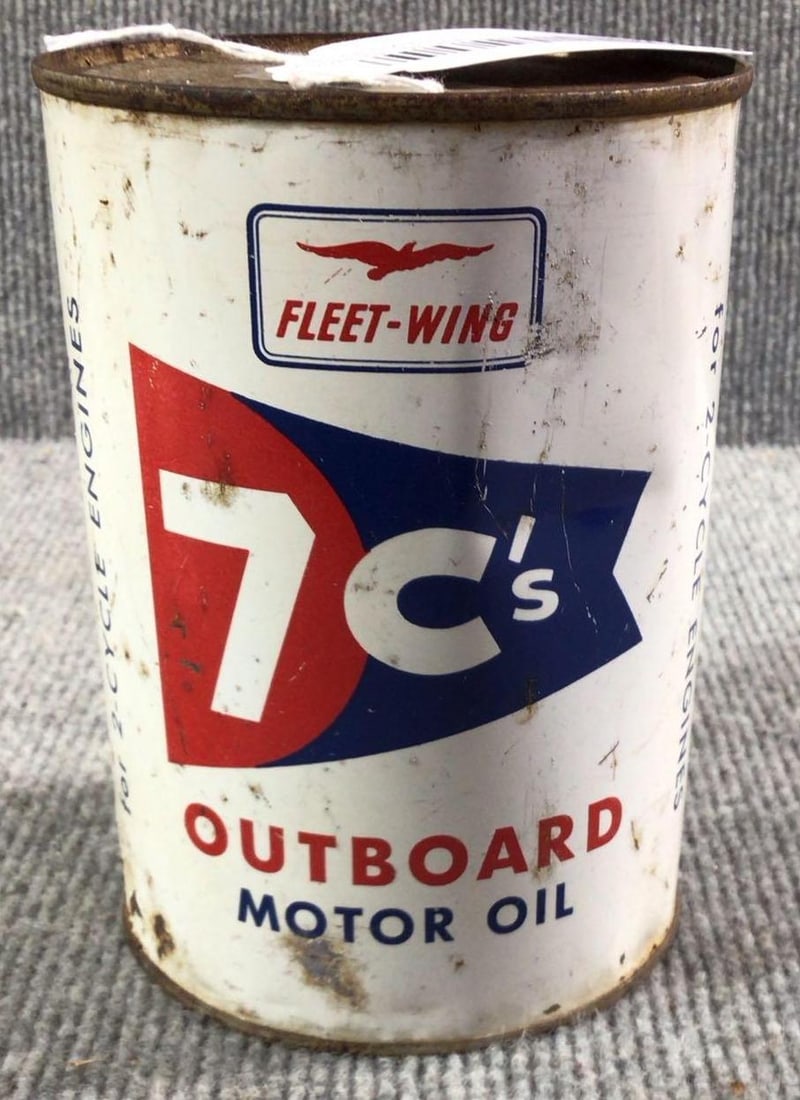 FLEET-WING
7C's
OUTBOARD
MOTOR OIL
for 2-CYCLE ENGINES
for 2-CYCLE ENGINES